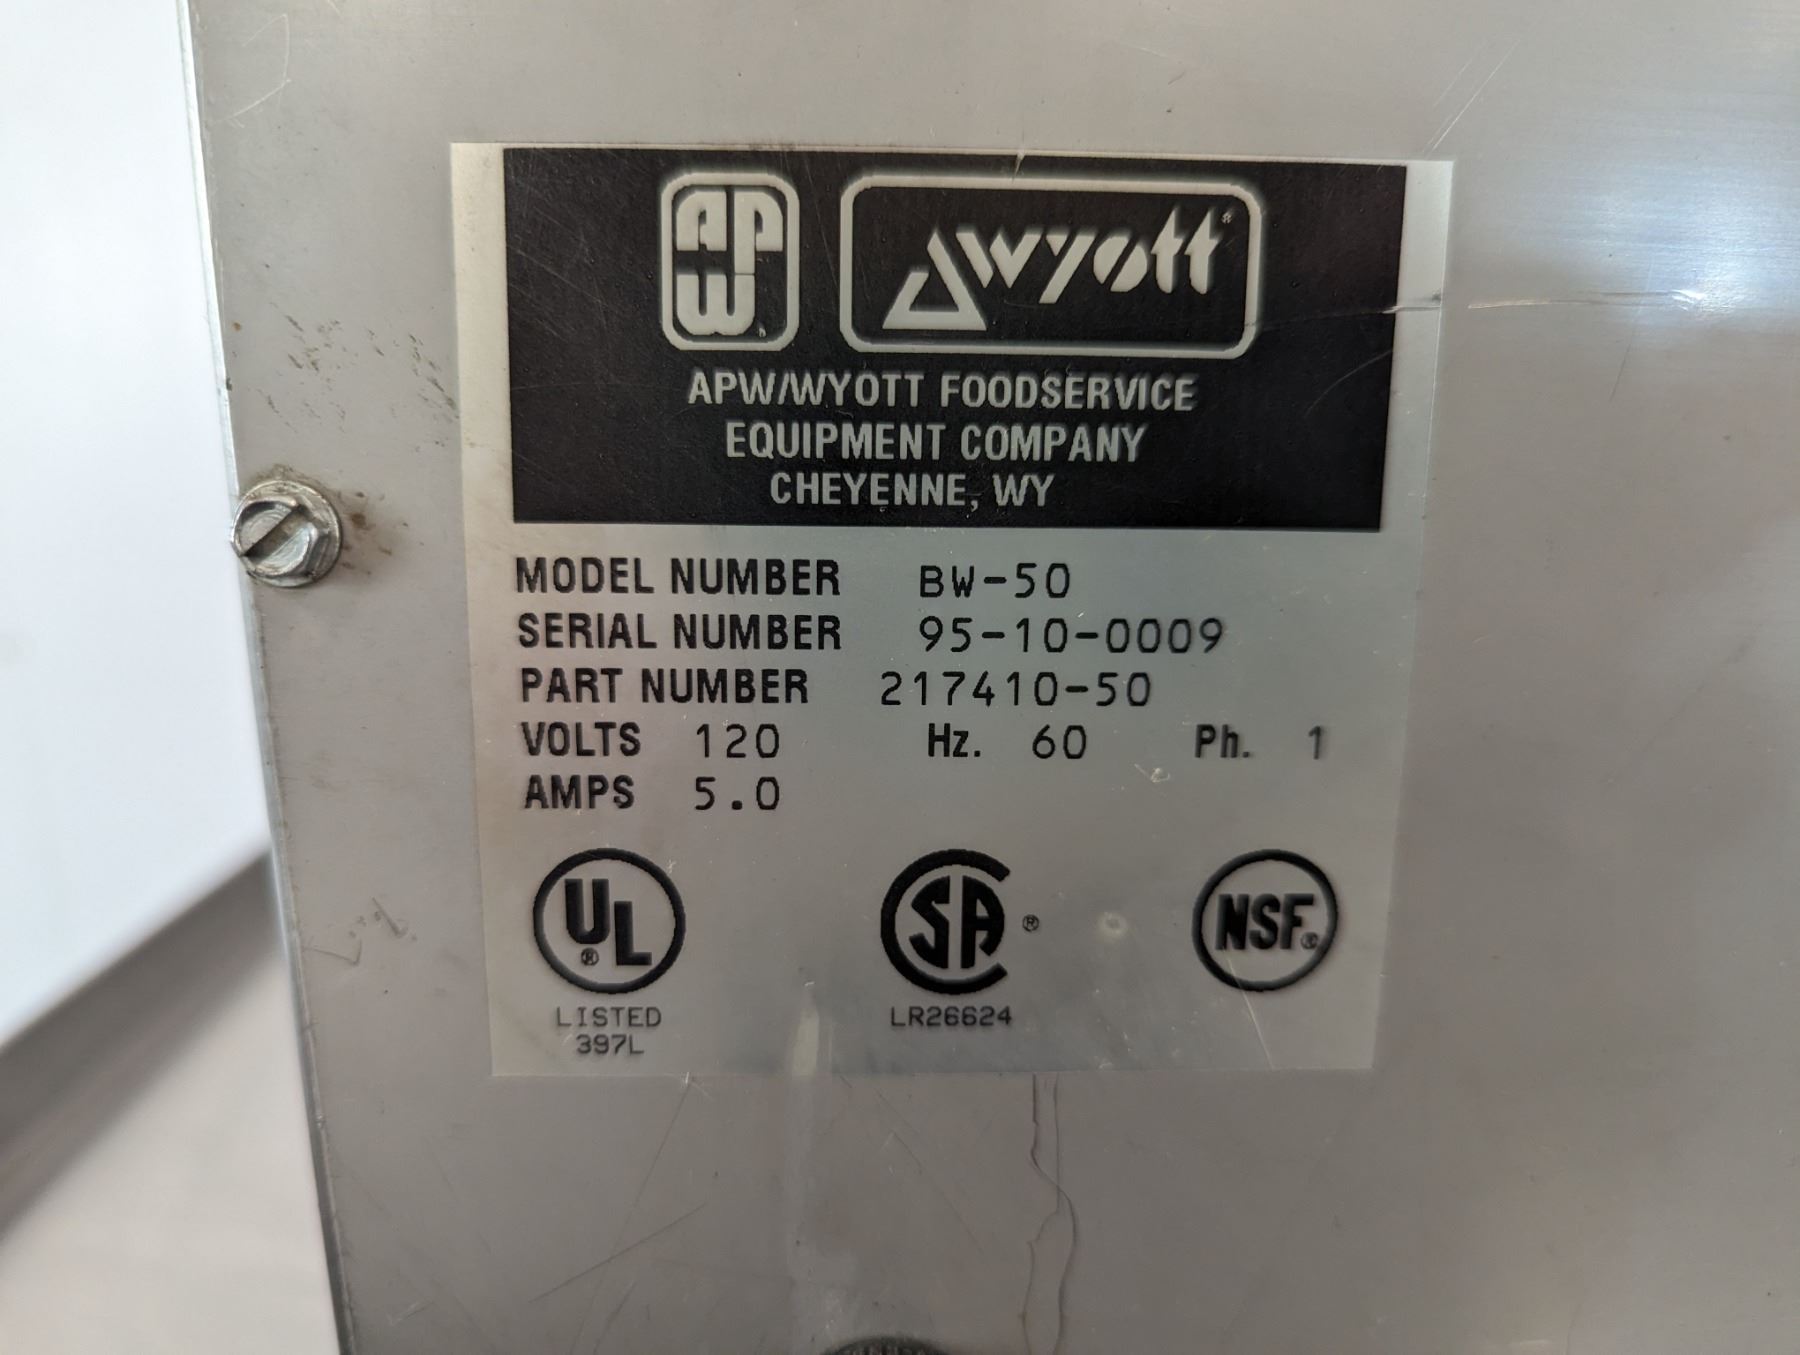 APW® wyott®
APW/WYOTT FOODSERVICE
EQUIPMENT COMPANY
CHEYENNE, WY
MODEL NUMBER BW-50
SERIAL NUMBER 95-10-0009
PART NUMBER 217410-50
VOLTS 120 Hz. 60 Ph. 1
AMPS 5.0
UL® SA® NSF®
LISTED LR26624
397L